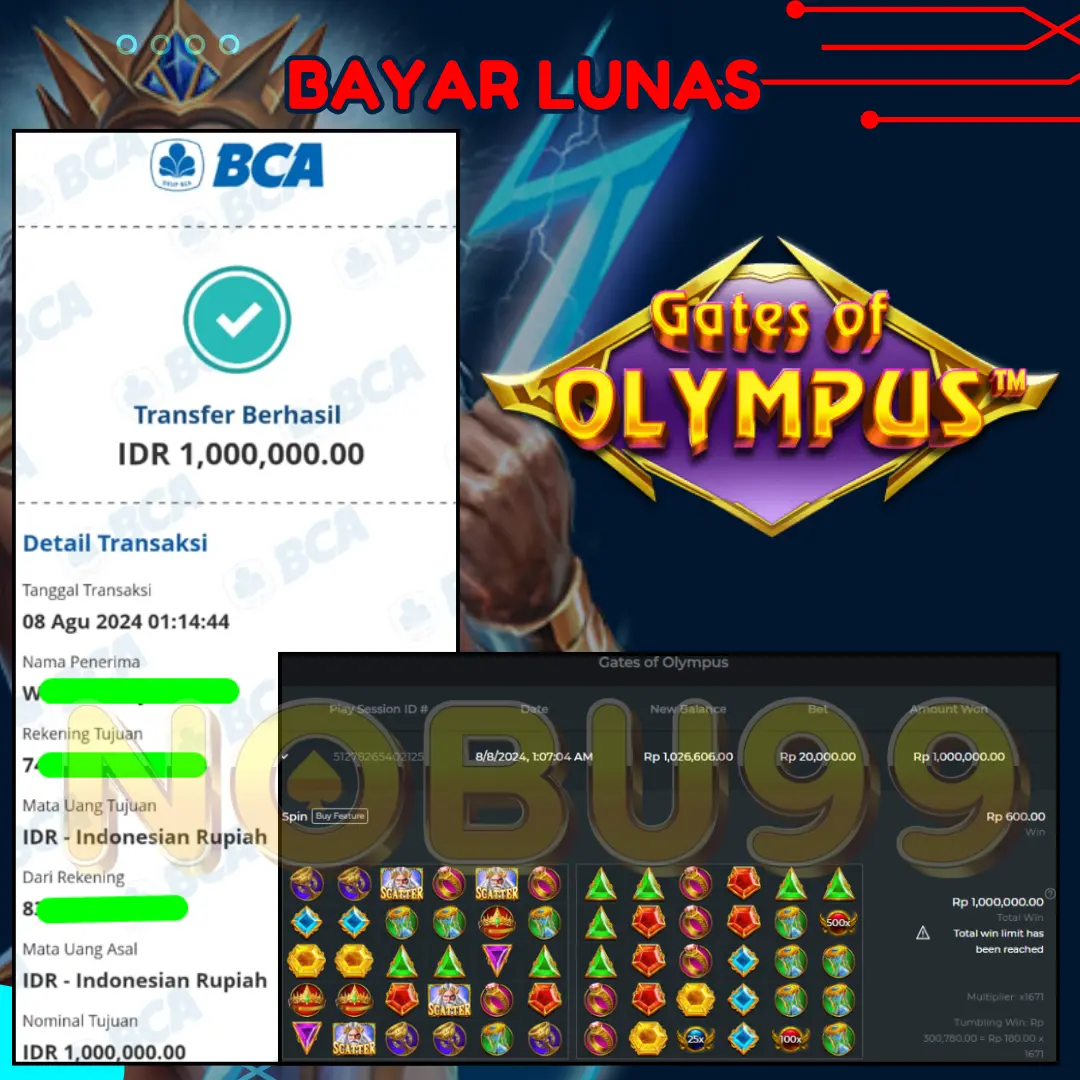 BAYAR LUNAS
BCA
Transfer Berhasil
IDR 1,000,000.00
Detail Transaksi
Tanggal Transaksi
08 Agu 2024 01:14:44
Nama Penerima
W
Rekening Tujuan
74
Mata Uang Tujuan
IDR - Indonesian Rupiah
Dari Rekening
8
Mata Uang Asal
IDR - Indonesian Rupiah
Nominal Tujuan
IDR 1,000,000.00
Gates of
OLYMPUS™
NOBU99
Gates of Olympus
Play Session ID # Date New Balance Bet Amount Won
51278265402125 8/8/2024, 1:07:04 AM Rp 1,026,606.00 Rp 20,000.00 Rp 1,000,000.00
Spin Buy Feature
Rp 600.00
Win
SCATTER SCATTER
500x
SCATTER
SCATTER
25x 100x
Rp 1,000,000.00
Total Win
Total win limit has
been reached
Multiplier: x1671
Tumbling Win: Rp
300,780.00 = Rp 180.00 x
1671